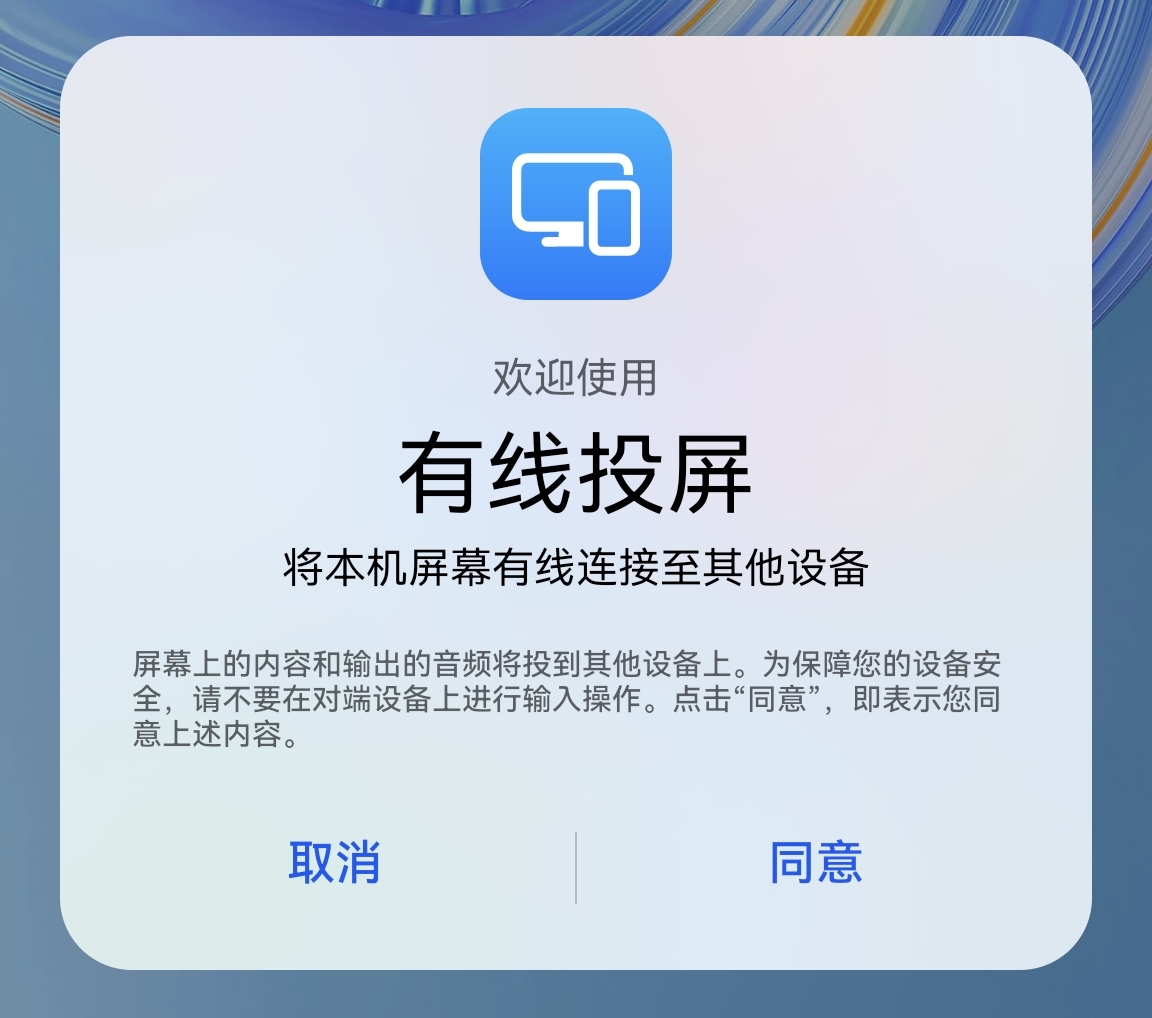 欢迎使用
有线投屏
将本机屏幕有线连接至其他设备
屏幕上的内容和输出的音频将投到其他设备上。为保障您的设备安
全，请不要在对端设备上进行输入操作。点击“同意”，即表示您同
意上述内容。
取消
同意